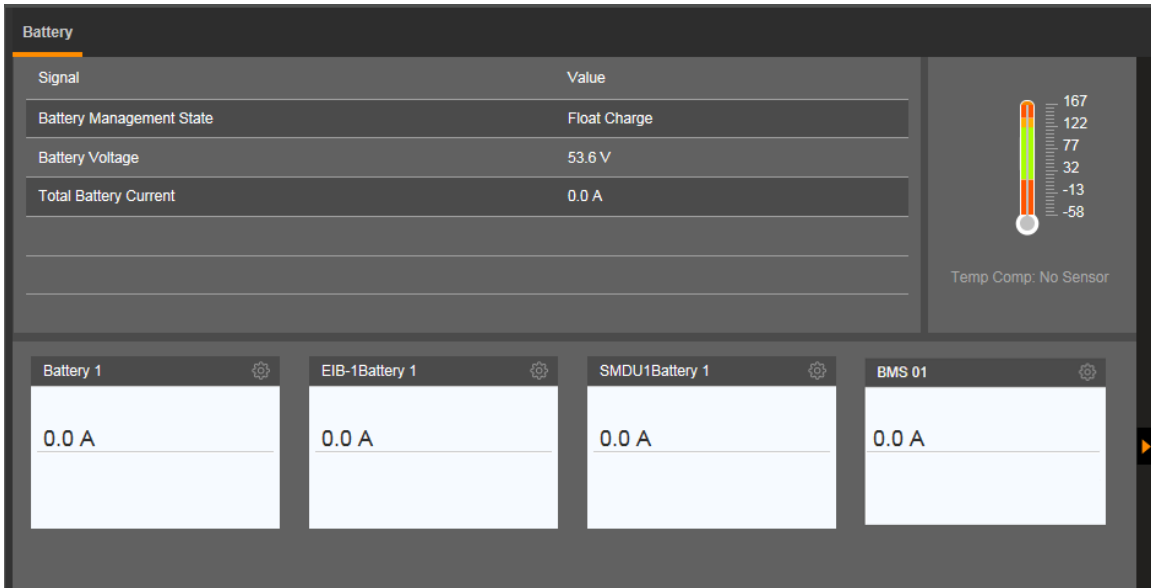 Battery
Signal Value
Battery Management State Float Charge
Battery Voltage 53.6 V
Total Battery Current 0.0 A
167
122
77
32
-13
-58
Temp Comp: No Sensor
Battery 1 EIB-1Battery 1 SMDU1Battery 1 BMS 01
0.0 A 0.0 A 0.0 A 0.0 A